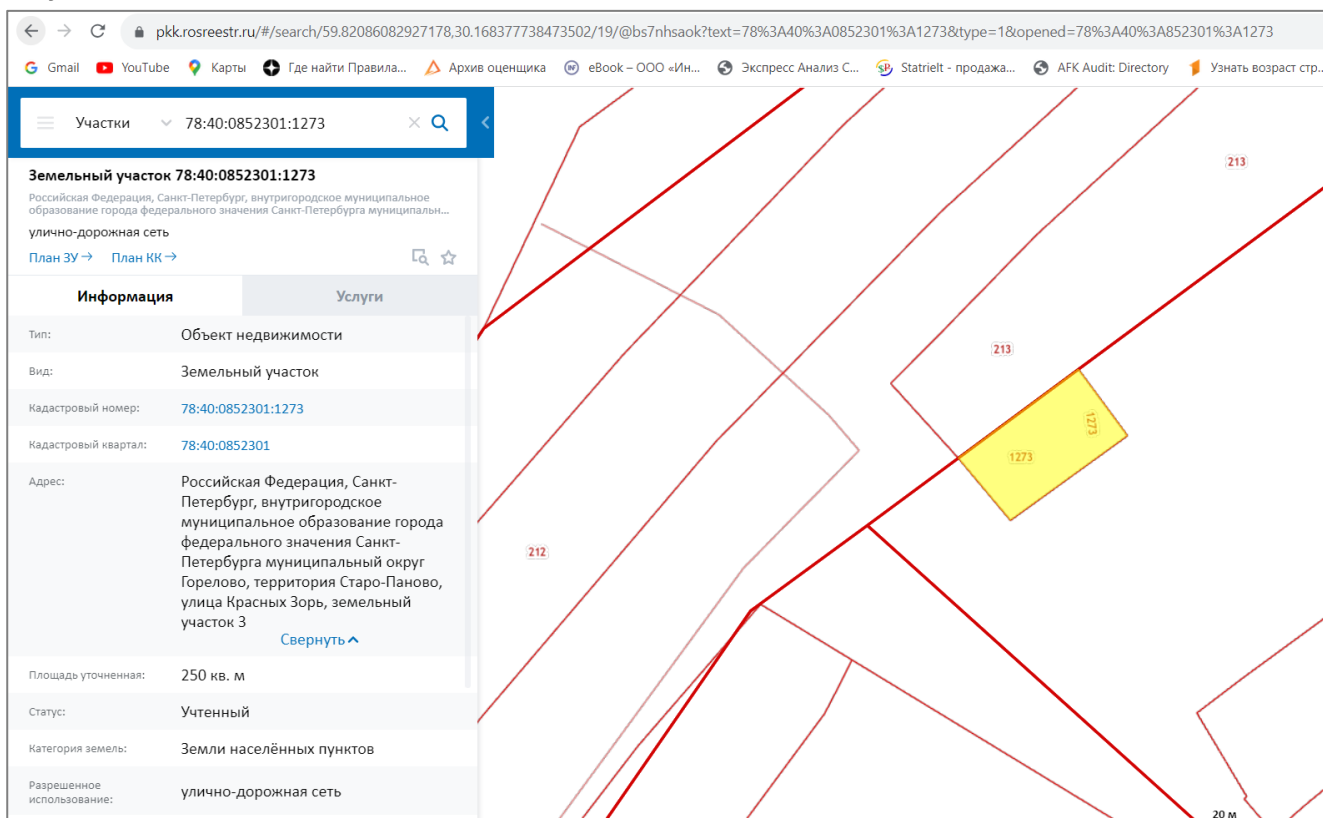 pkk.rosreestr.ru/#/search/59.82086082927178,30.168377738473502/19/@bs7nhsaok?text=78%3A40%3A0852301%3A1273&type=1&opened=78%3A40%3A852301%3A1273
Gmail YouTube Карты Где найти Правила... Архив оценщика eBook – ООО «Ин... Экспресс Анализ С... Statrielt - продажа... AFK Audit: Directory Узнать возраст стр...
Участки 78:40:0852301:1273
Земельный участок 78:40:0852301:1273
Российская Федерация, Санкт-Петербург, внутригородское муниципальное
образование города федерального значения Санкт-Петербурга муниципальн...
улично-дорожная сеть
План ЗУ → План КК →
Информация Услуги
Тип: Объект недвижимости
Вид: Земельный участок
Кадастровый номер: 78:40:0852301:1273
Кадастровый квартал: 78:40:0852301
Адрес: Российская Федерация, Санкт-
Петербург, внутригородское
муниципальное образование города
федерального значения Санкт-
Петербурга муниципальный округ
Горелово, территория Старо-Паново,
улица Красных Зорь, земельный
участок 3
Свернуть
Площадь уточненная: 250 кв. м
Статус: Учтенный
Категория земель: Земли населённых пунктов
Разрешенное
использование: улично-дорожная сеть
213
213
1273
1273
212
20 м